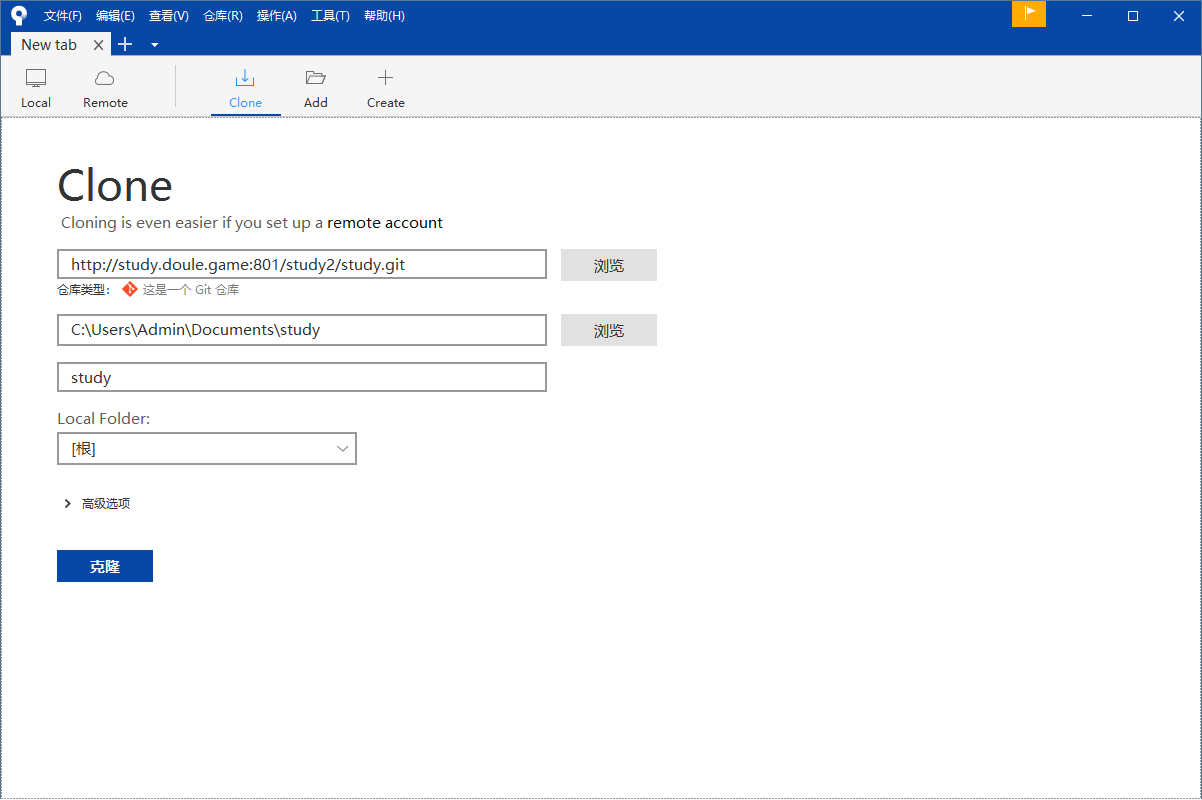 文件(F) 编辑(E) 查看(V) 仓库(R) 操作(A) 工具(T) 帮助(H)
New tab
Local Remote Clone Add Create
Clone
Cloning is even easier if you set up a remote account
http://study.doule.game:801/study2/study.git 浏览
仓库类型: 这是一个 Git 仓库
C:\Users\Admin\Documents\study 浏览
study
Local Folder:
[根]
高级选项
克隆